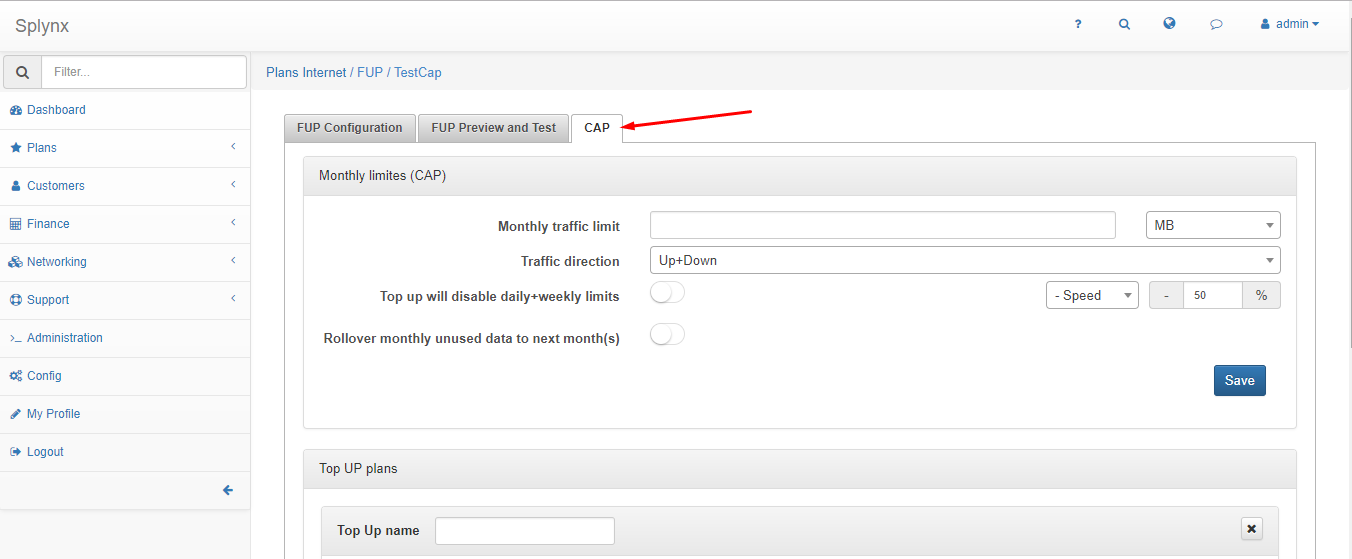 Splynx
? admin
Filter...
Plans Internet / FUP / TestCap
Dashboard
Plans
Customers
Finance
Networking
Support
Administration
Config
My Profile
Logout
FUP Configuration FUP Preview and Test CAP
Monthly limites (CAP)
Monthly traffic limit MB
Traffic direction Up+Down
Top up will disable daily+weekly limits - Speed - 50 %
Rollover monthly unused data to next month(s)
Save
Top UP plans
Top Up name